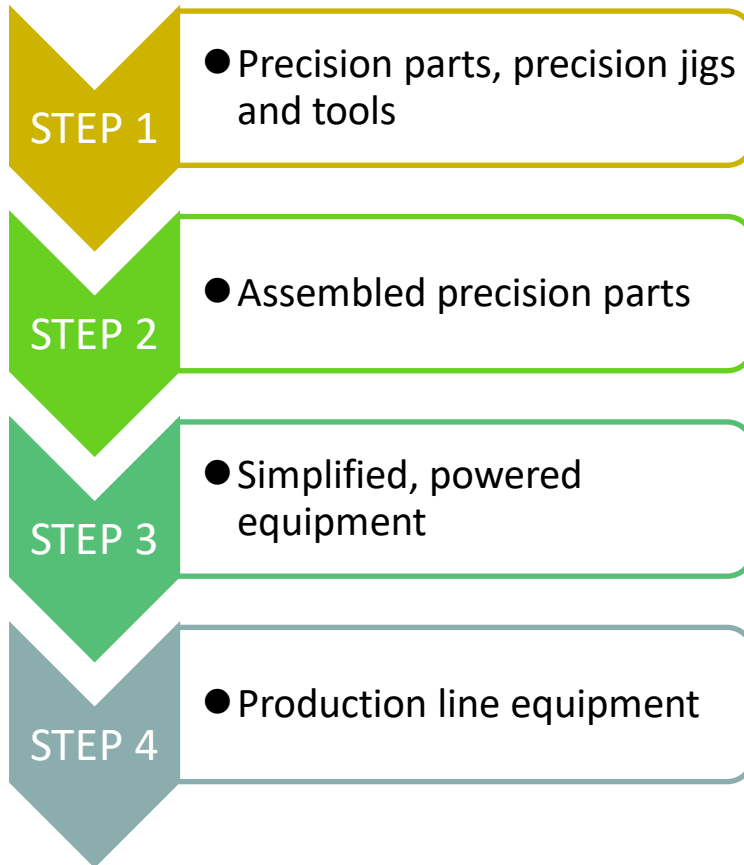 STEP 1
● Precision parts, precision jigs
and tools
STEP 2
● Assembled precision parts
STEP 3
● Simplified, powered
equipment
STEP 4
● Production line equipment